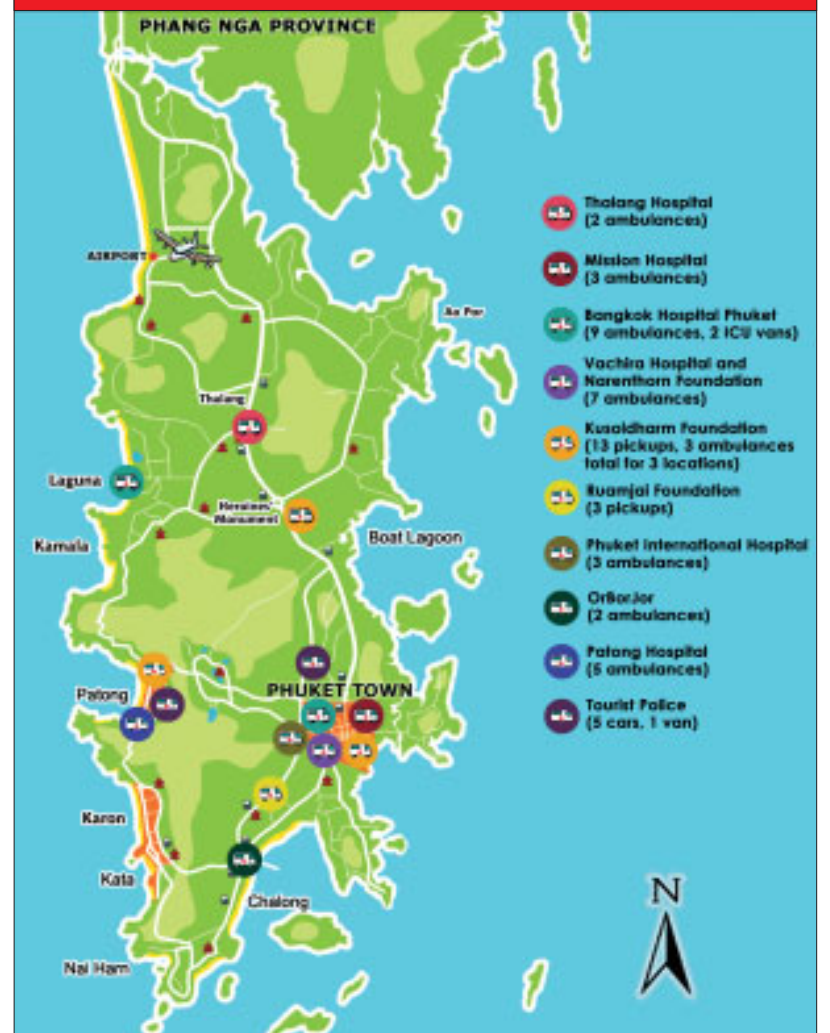 PHANG NGA PROVINCE
AIRPORT
Ao Por
Thalang
Laguna
Heroines'
Monument
Kamala
Boat Lagoon
Patong
PHUKET TOWN
Karon
Kata
Chalong
Nai Harn
Thalang Hospital
(2 ambulances)
Mission Hospital
(3 ambulances)
Bangkok Hospital Phuket
(9 ambulances, 2 ICU vans)
Vachira Hospital and
Narenthorn Foundation
(7 ambulances)
Kusoldharm Foundation
(13 pickups, 3 ambulances
total for 3 locations)
Ruamjai Foundation
(3 pickups)
Phuket International Hospital
(3 ambulances)
OrBorJor
(2 ambulances)
Patong Hospital
(5 ambulances)
Tourist Police
(5 cars, 1 van)
N